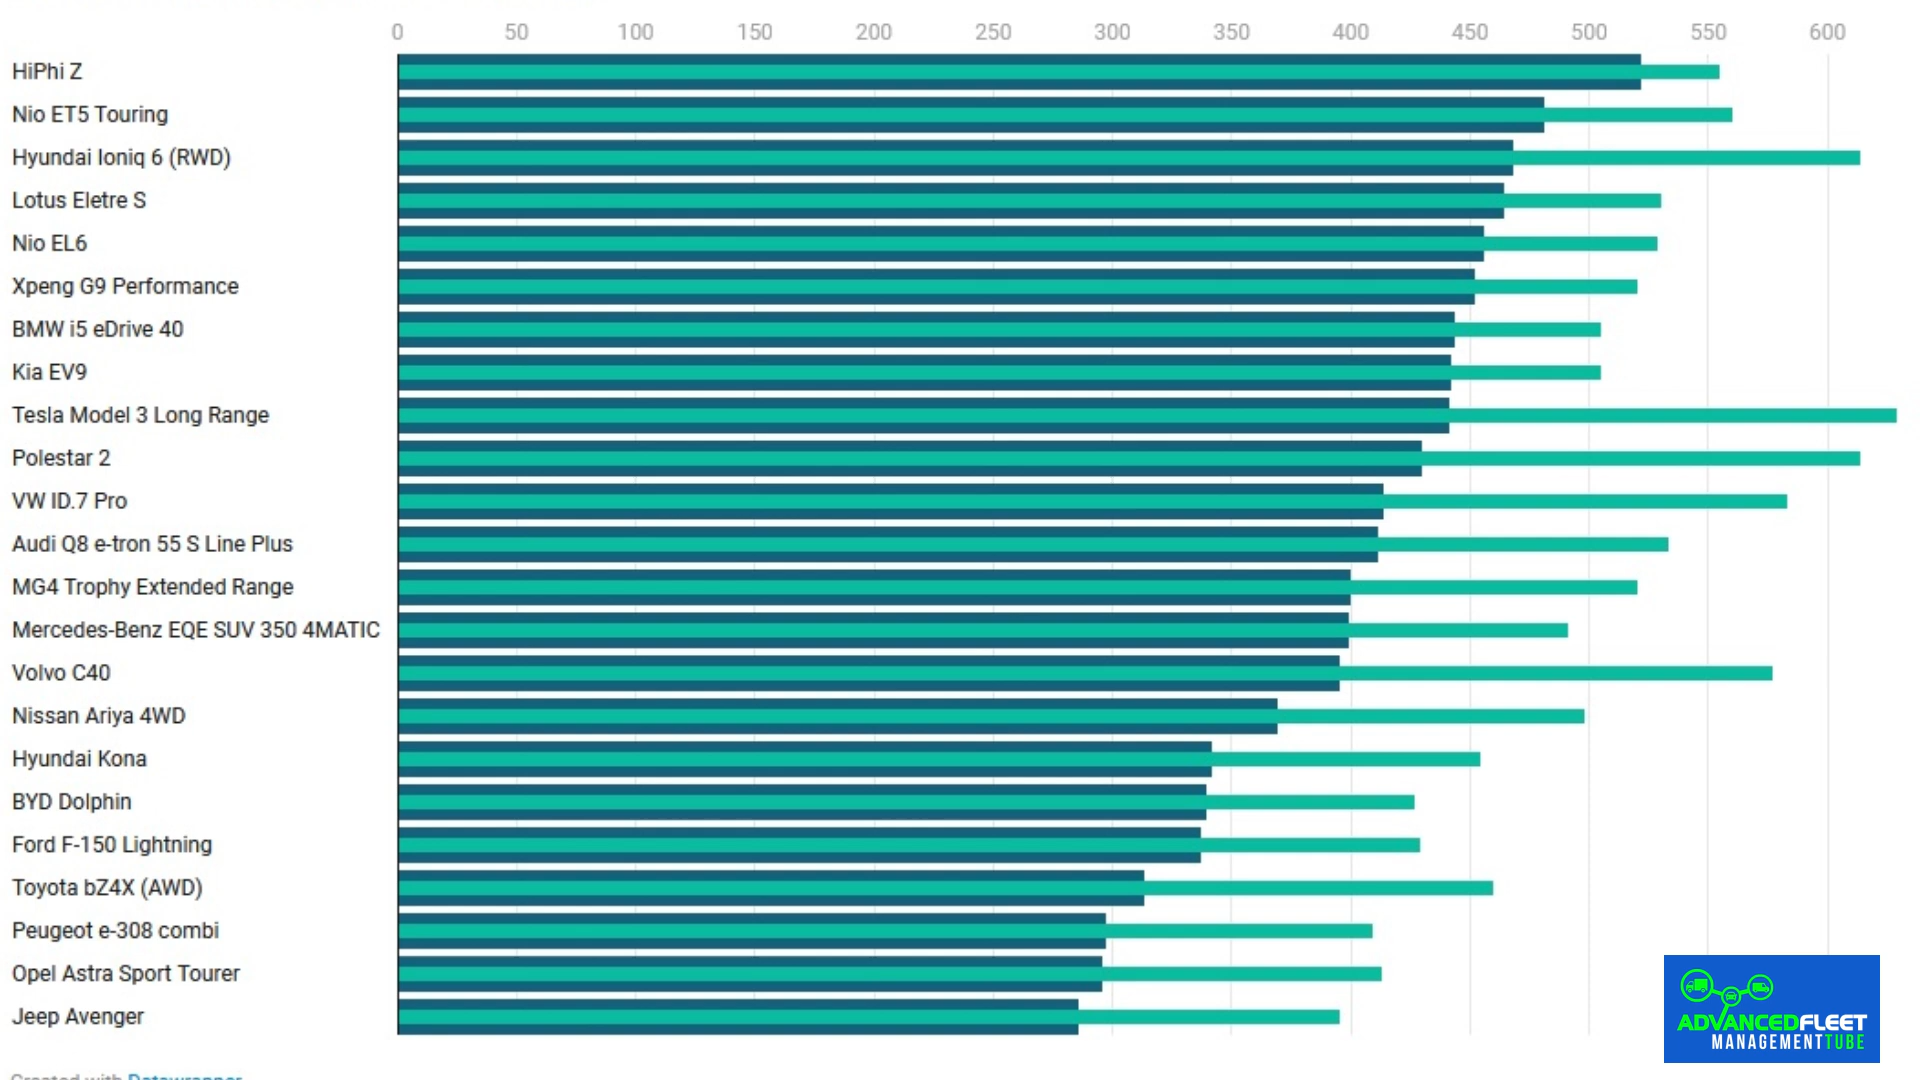 0 50 100 150 200 250 300 350 400 450 500 550 600
HiPhi Z
Nio ET5 Touring
Hyundai Ioniq 6 (RWD)
Lotus Eletre S
Nio EL6
Xpeng G9 Performance
BMW i5 eDrive 40
Kia EV9
Tesla Model 3 Long Range
Polestar 2
VW ID.7 Pro
Audi Q8 e-tron 55 S Line Plus
MG4 Trophy Extended Range
Mercedes-Benz EQE SUV 350 4MATIC
Volvo C40
Nissan Ariya 4WD
Hyundai Kona
BYD Dolphin
Ford F-150 Lightning
Toyota bZ4X (AWD)
Peugeot e-308 combi
Opel Astra Sport Tourer
Jeep Avenger
ADVANCEDFLEET
MANAGEMENTTUBE
Created with Datawrapper